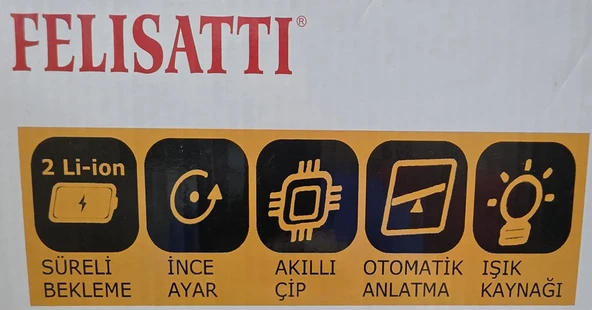 FELISATTI®
2 Li-ion
SÜRELİ
BEKLEME
İNCE
AYAR
AKILLI
ÇİP
OTOMATİK
ANLATMA
IŞIK
KAYNAĞI